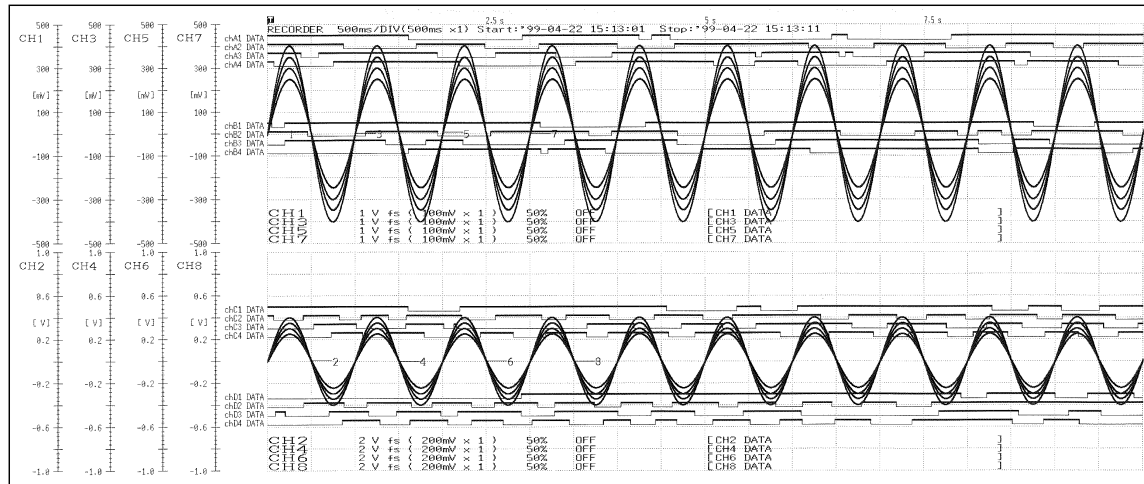 2.5 s 5 s 7.5 s
RECORDER 500ms/DIV(500ms x1) Start:'99-04-22 15:13:01 Stop:'99-04-22 15:13:11
500 500 500 500
CH1 CH3 CH5 CH7
300 300 300 300
[mV] [mV] [mV] [mV]
100 100 100 100
-100 -100 -100 -100
-300 -300 -300 -300
-500 -500 -500 -500
chA1 DATA
chA2 DATA
chA3 DATA
chA4 DATA
chB1 DATA
chB2 DATA
chB3 DATA
chB4 DATA
1 3 5 7
CH1 1 V fs ( 100mV x 1) 50% OFF [CH1 DATA ]
CH3 1 V fs ( 100mV x 1) 50% OFF [CH3 DATA ]
CH5 1 V fs ( 100mV x 1) 50% OFF [CH5 DATA ]
CH7 1 V fs ( 100mV x 1) 50% OFF [CH7 DATA ]
1.0 1.0 1.0 1.0
CH2 CH4 CH6 CH8
0.6 0.6 0.6 0.6
[ V] [ V] [ V] [ V]
0.2 0.2 0.2 0.2
-0.2 -0.2 -0.2 -0.2
-0.6 -0.6 -0.6 -0.6
-1.0 -1.0 -1.0 -1.0
chC1 DATA
chC2 DATA
chC3 DATA
chC4 DATA
2 4 6 8
chD1 DATA
chD2 DATA
chD3 DATA
chD4 DATA
CH2 2 V fs ( 200mV x 1) 50% OFF [CH2 DATA ]
CH4 2 V fs ( 200mV x 1) 50% OFF [CH4 DATA ]
CH6 2 V fs ( 200mV x 1) 50% OFF [CH6 DATA ]
CH8 2 V fs ( 200mV x 1) 50% OFF [CH8 DATA ]